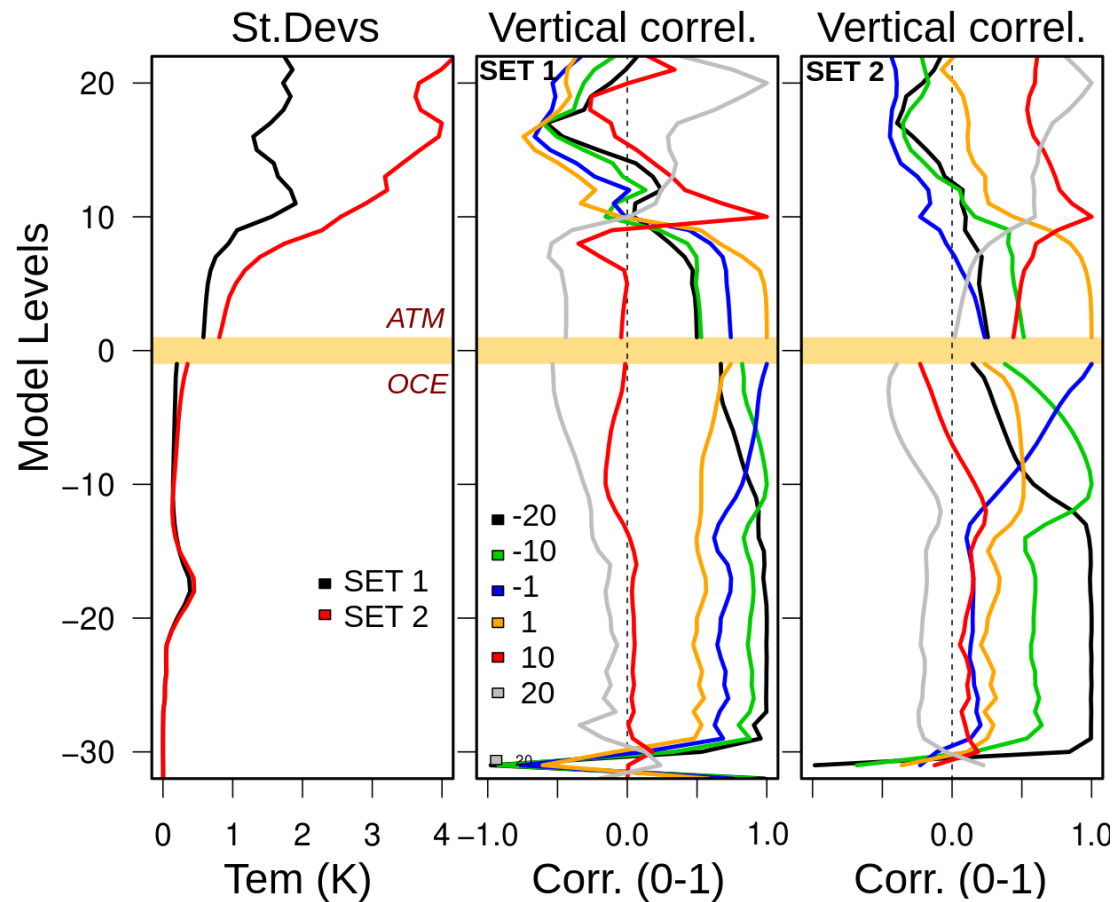 St.Devs
Vertical correl.
Vertical correl.
SET 1
SET 2
20
10
0
−10
−20
−30
Model Levels
ATM
OCE
SET 1
SET 2
-20
-10
-1
1
10
20
20
0 1 2 3 4
−1.0 0.0 1.0
0.0 1.0
Tem (K)
Corr. (0-1)
Corr. (0-1)